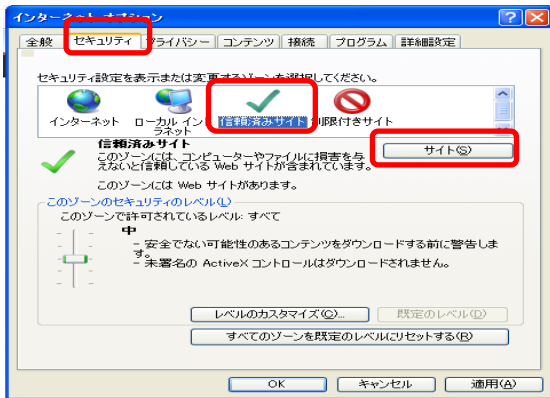 インターネット オプション
全般 セキュリティ プライバシー コンテンツ 接続 プログラム 詳細設定
セキュリティ設定を表示または変更するゾーンを選択してください。
インターネット ローカル イントラネット 信頼済みサイト 制限付きサイト
信頼済みサイト
このゾーンには、コンピューターやファイルに損害を与
えないと信頼している Web サイトが含まれています。
サイト(S)
このゾーンには Web サイトがあります。
このゾーンのセキュリティのレベル(L)
このゾーンで許可されているレベル: すべて
中
- 安全でない可能性のあるコンテンツをダウンロードする前に警告しま
す。
- 未署名の ActiveX コントロールはダウンロードされません。
レベルのカスタマイズ(C)... 既定のレベル(D)
すべてのゾーンを既定のレベルにリセットする(R)
OK キャンセル 適用(A)